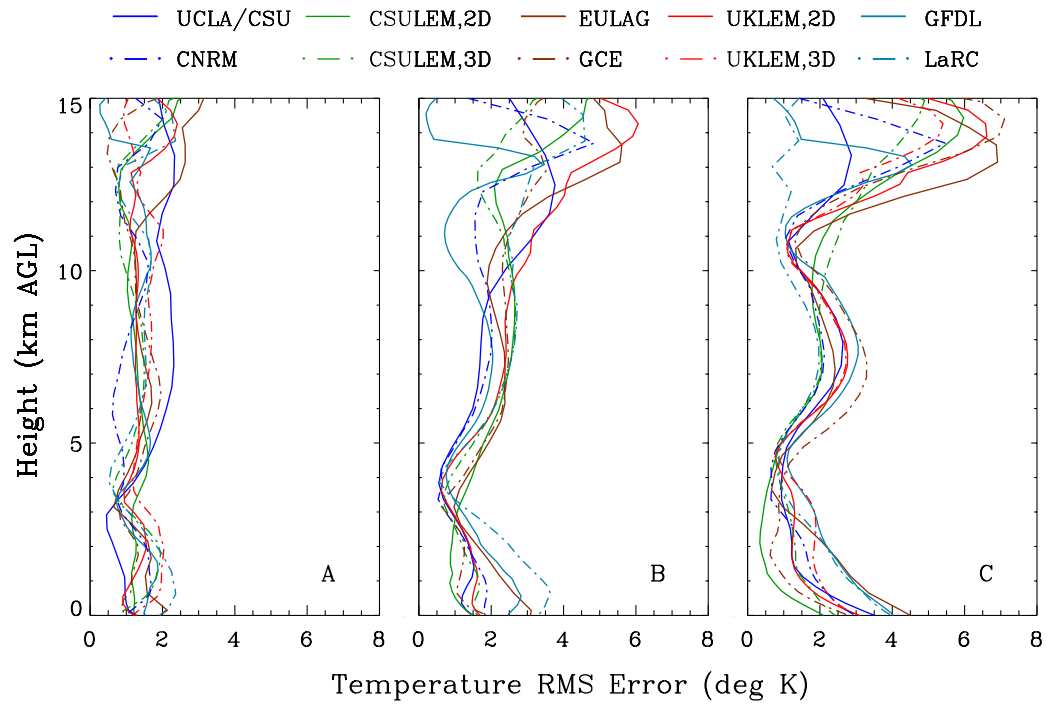 UCLA/CSU CSULEM,2D EULAG UKLEM,2D GFDL
CNRM CSULEM,3D GCE UKLEM,3D LaRC
15
10
5
0
Height (km AGL)
A B C
0 2 4 6 8 0 2 4 6 8 0 2 4 6 8
Temperature RMS Error (deg K)